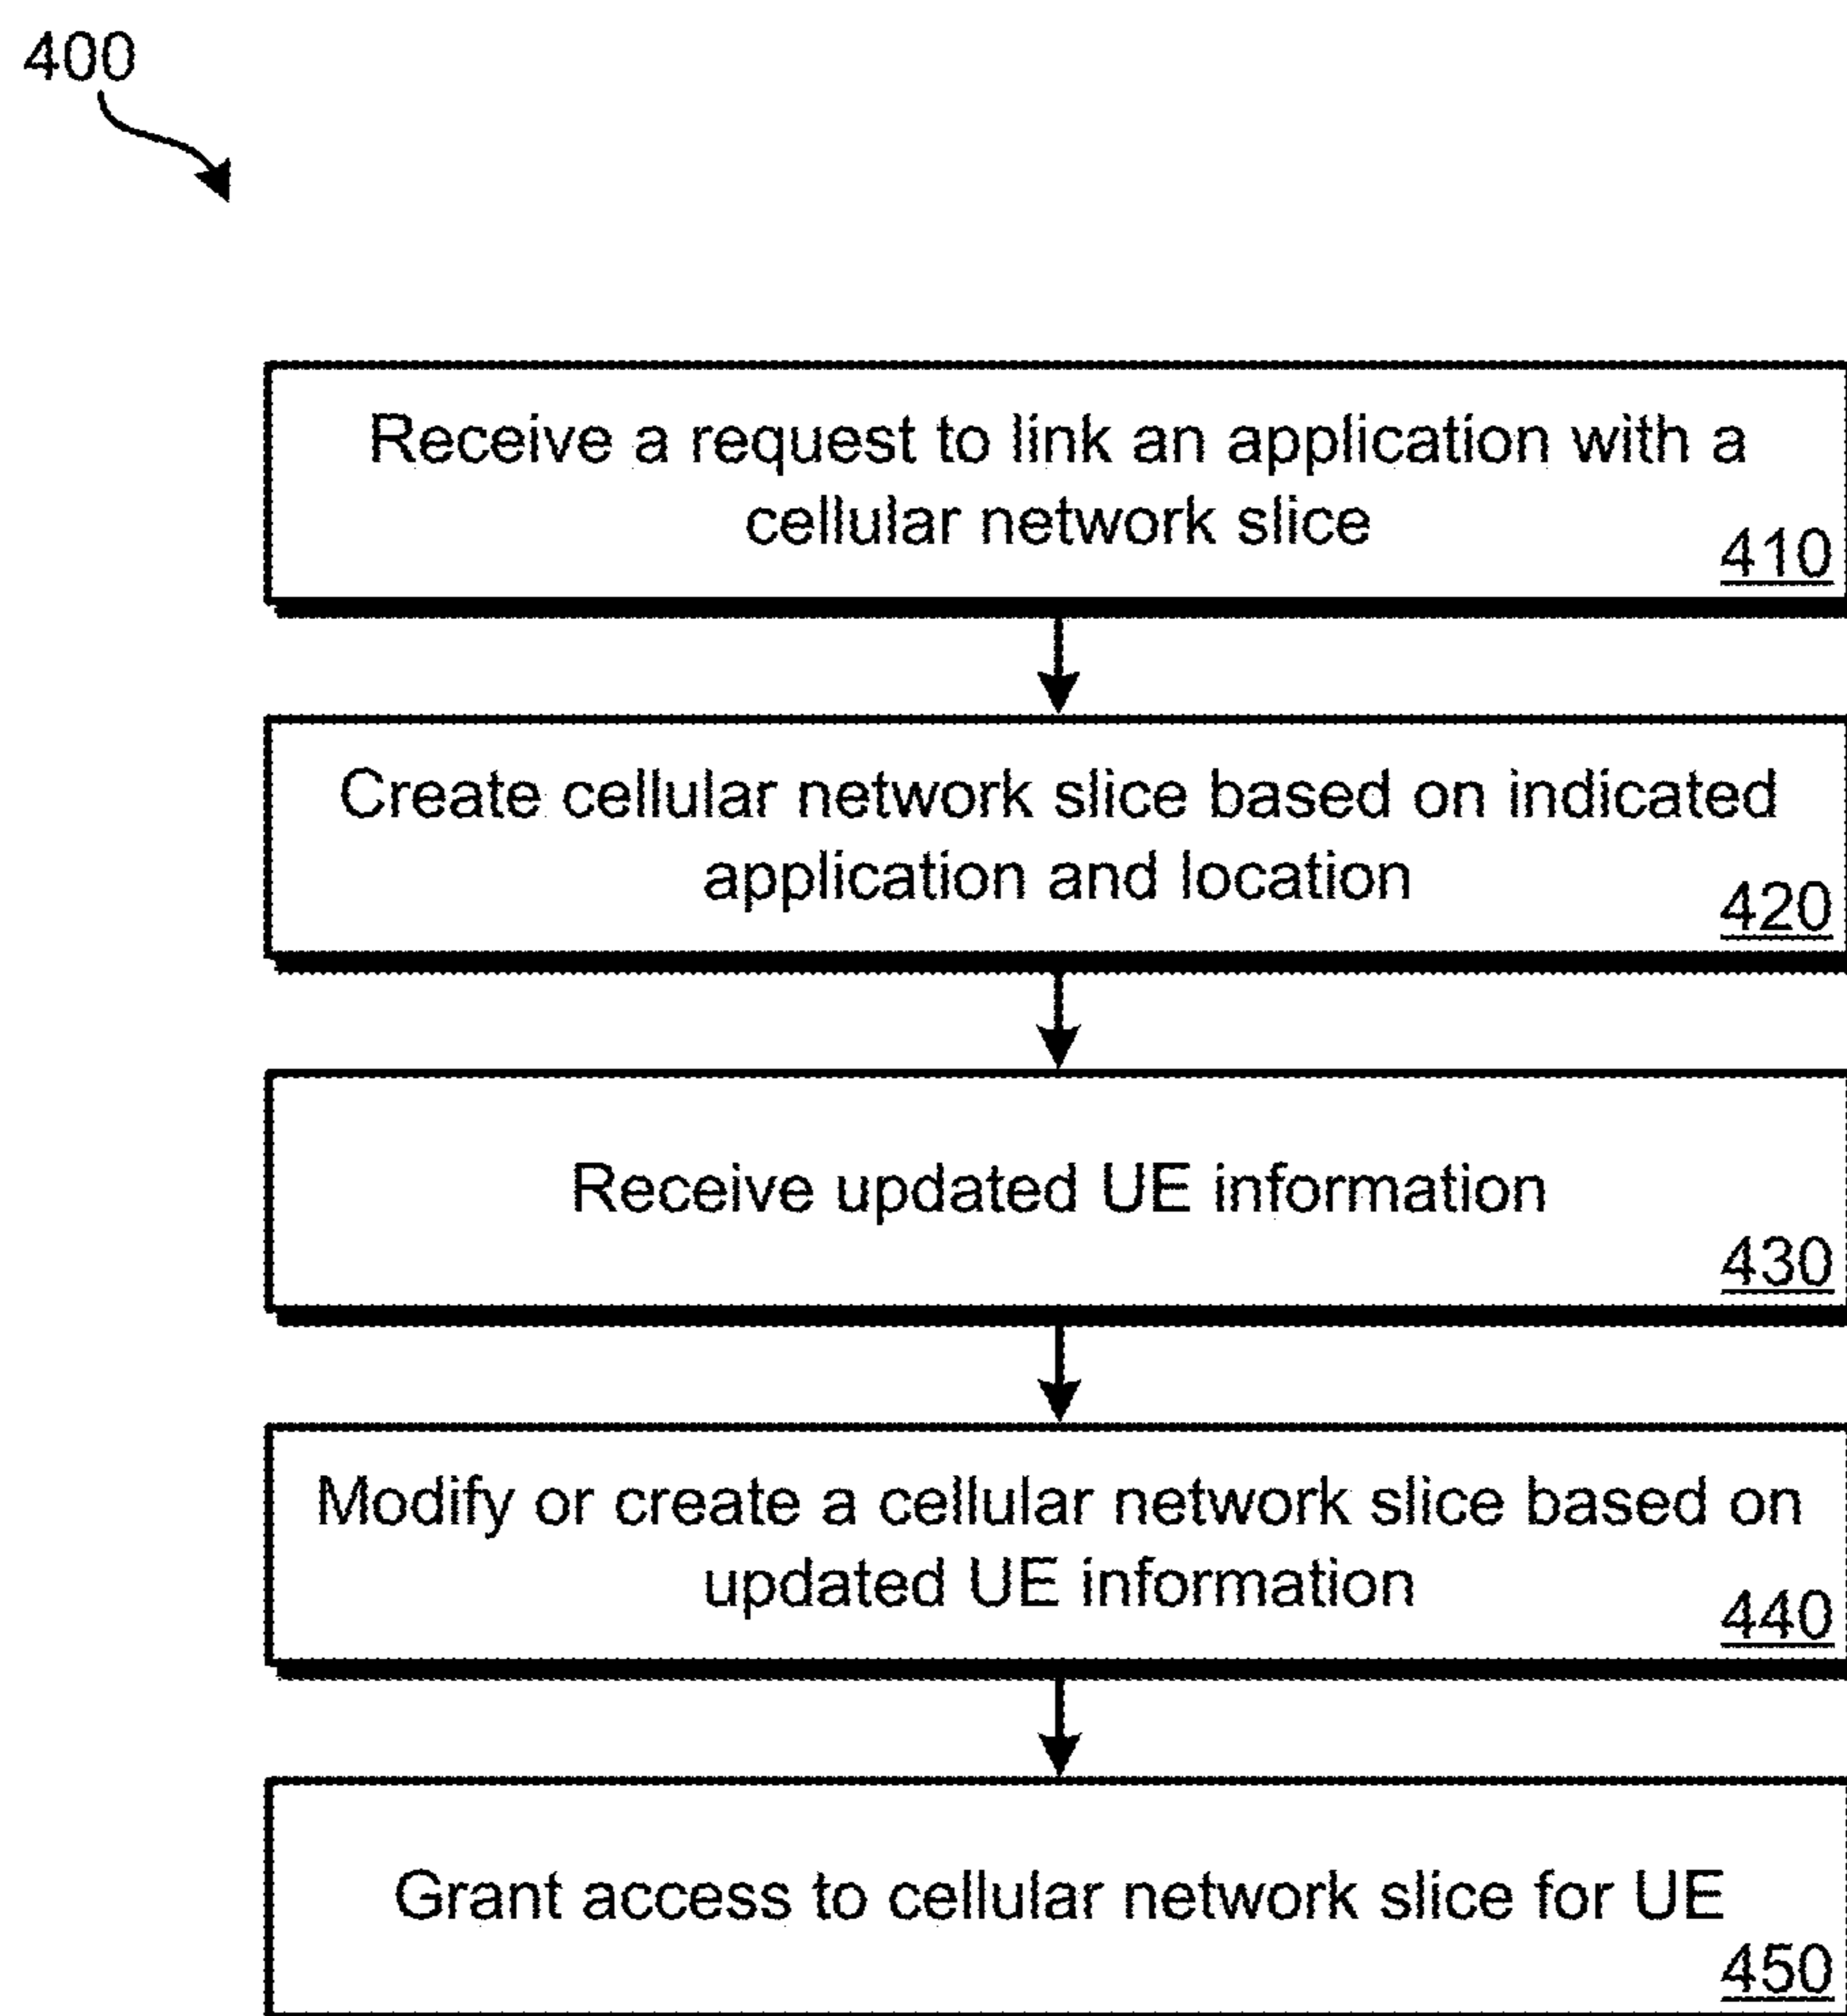 400
Receive a request to link an application with a
cellular network slice
410
Create cellular network slice based on indicated
application and location
420
Receive updated UE information
430
Modify or create a cellular network slice based on
updated UE information
440
Grant access to cellular network slice for UE
450